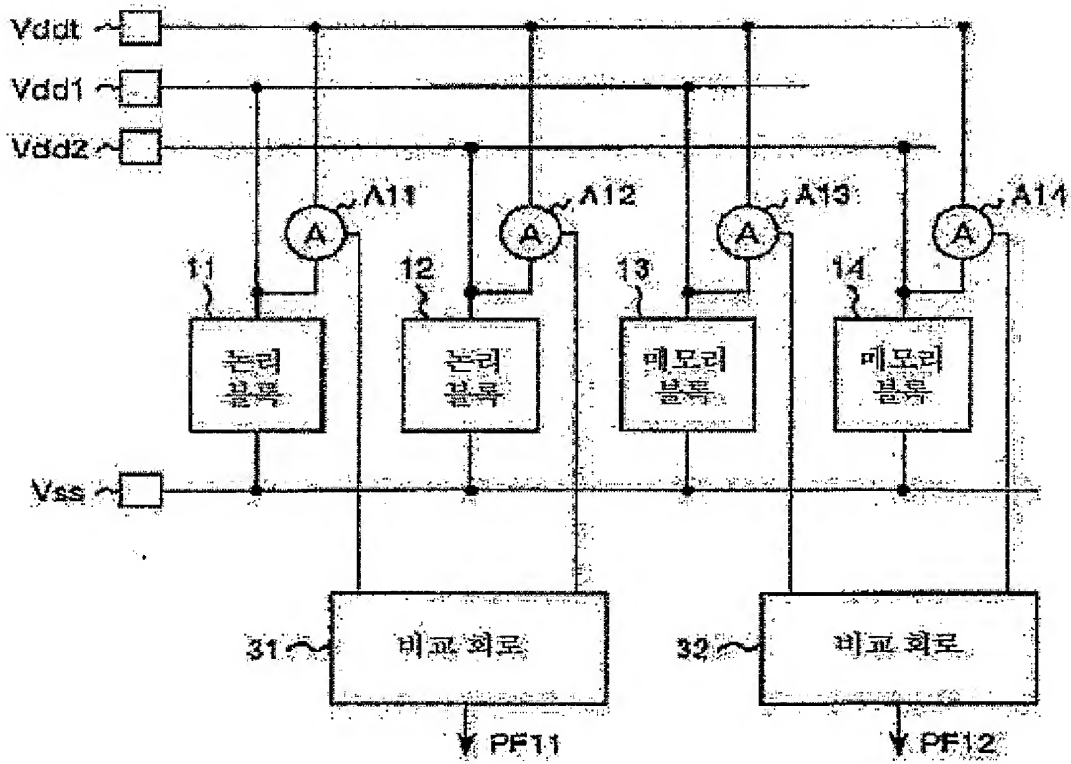 Vddt
Vdd1
Vdd2
A11
A12
A13
A14
A
A
A
A
11
12
13
14
논리
블록
논리
블록
메모리
블록
메모리
블록
Vss
31
비교 회로
32
비교 회로
PF11
PF12